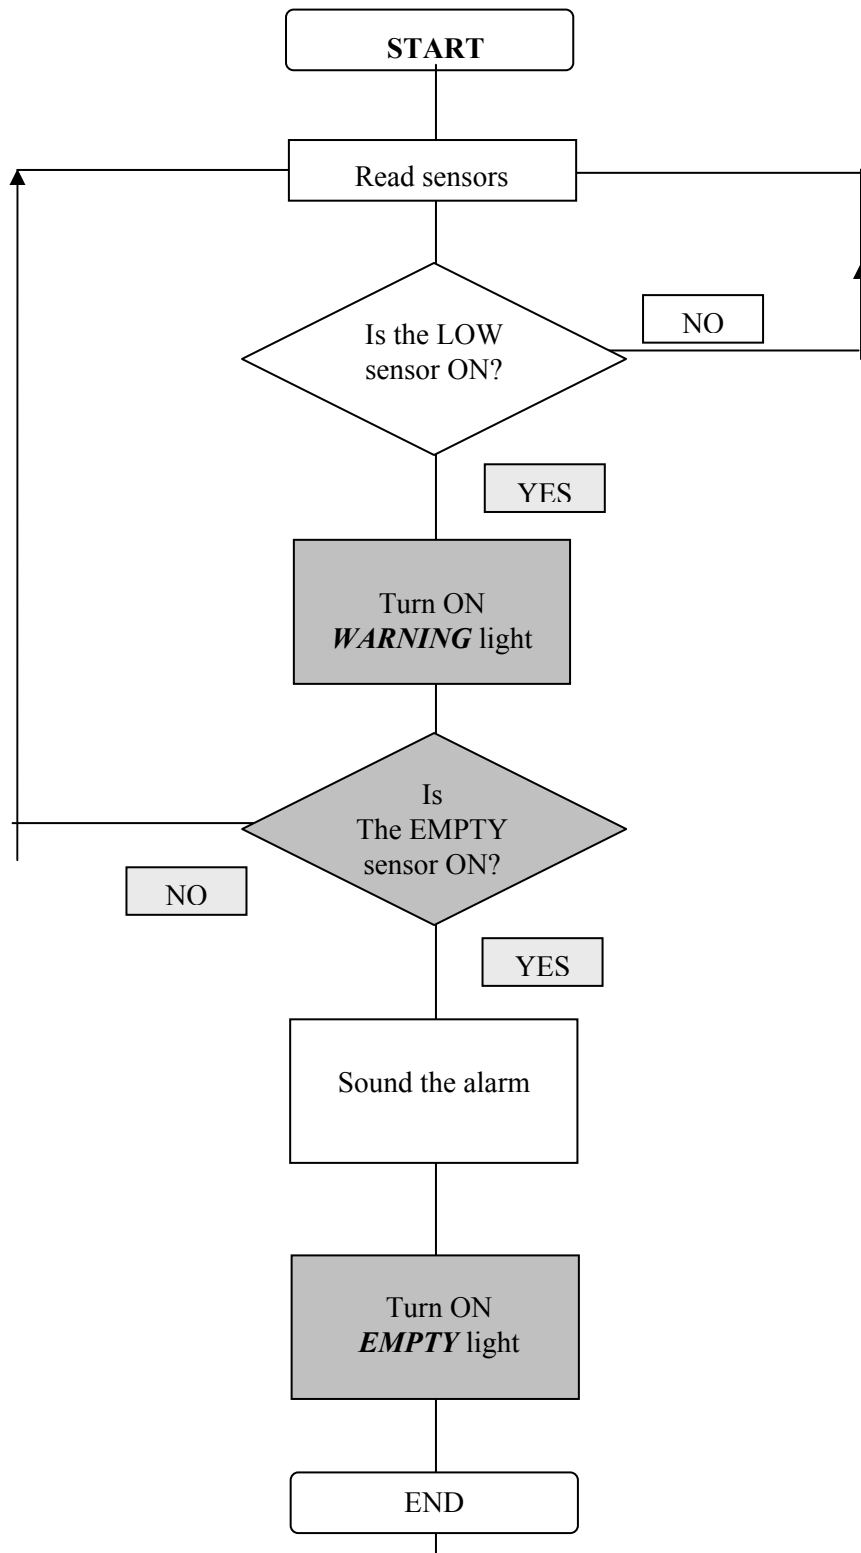 START
Read sensors
Is the LOW
sensor ON?
NO
YES
Turn ON
WARNING light
Is
The EMPTY
sensor ON?
NO
YES
Sound the alarm
Turn ON
EMPTY light
END